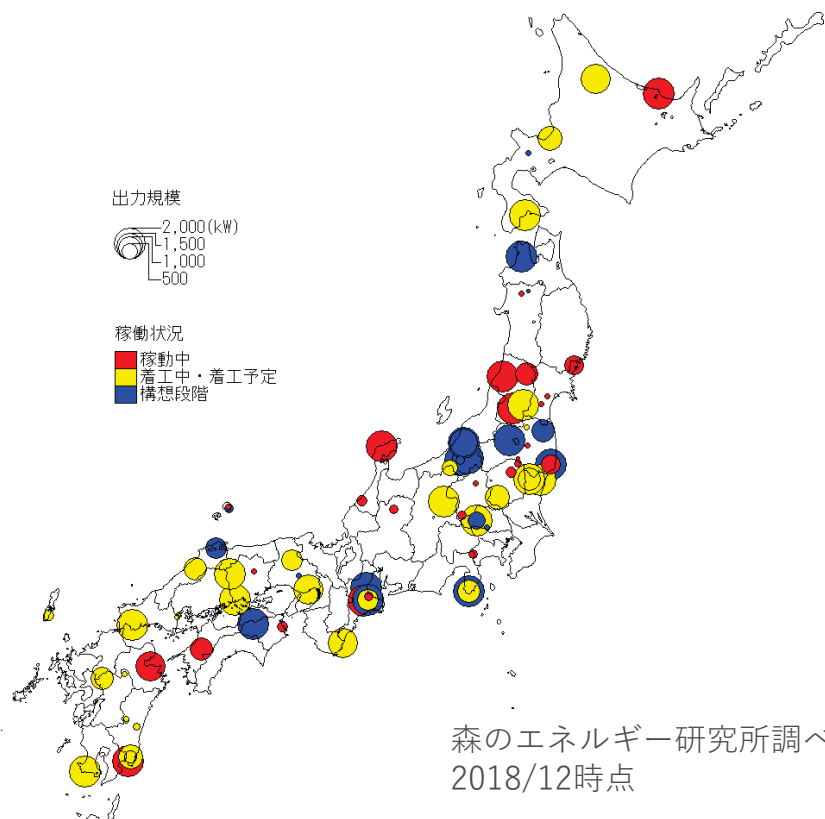 出力規模
2,000(kW)
1,500
1,000
500
稼働状況
稼動中
着工中・着工予定
構想段階
森のエネルギー研究所調べ
2018/12時点